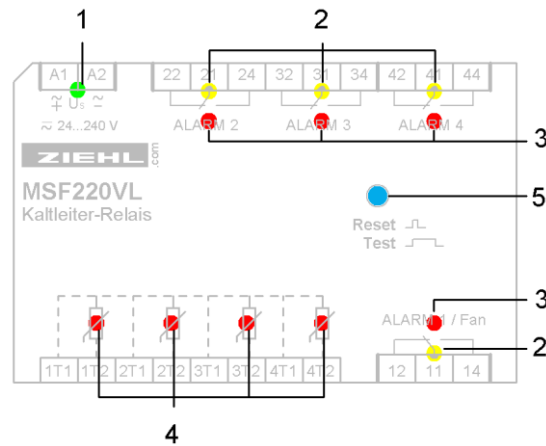 1
2
A1 A2
22 21 24 32 31 34 42 41 44
Us
24...240 V
ALARM 2 ALARM 3 ALARM 4
3
ZIEHL.com
MSF220VL
Kaltleiter-Relais
5
Reset
Test
3
ALARM 1 / Fan
2
1T1 1T2 2T1 2T2 3T1 3T2 4T1 4T2
12 11 14
4